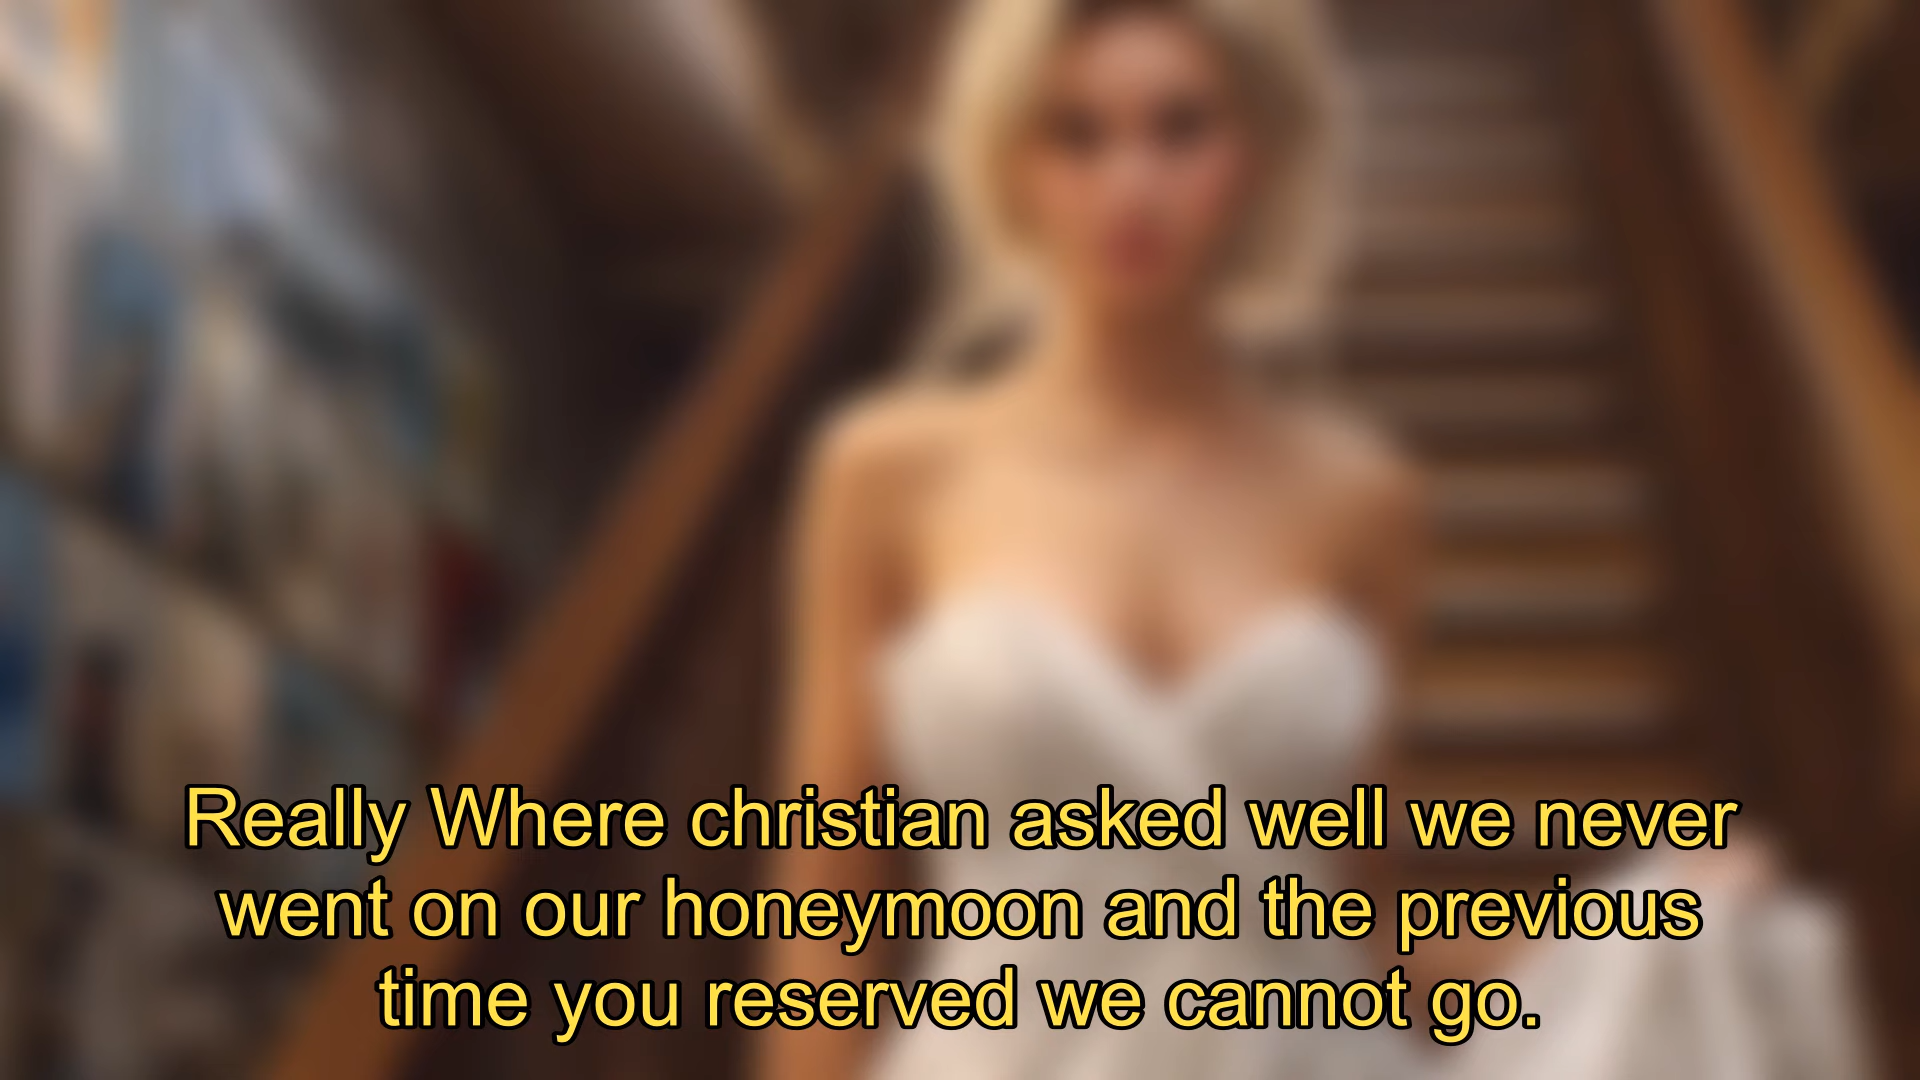 Really Where christian asked well we never
went on our honeymoon and the previous
time you reserved we cannot go.